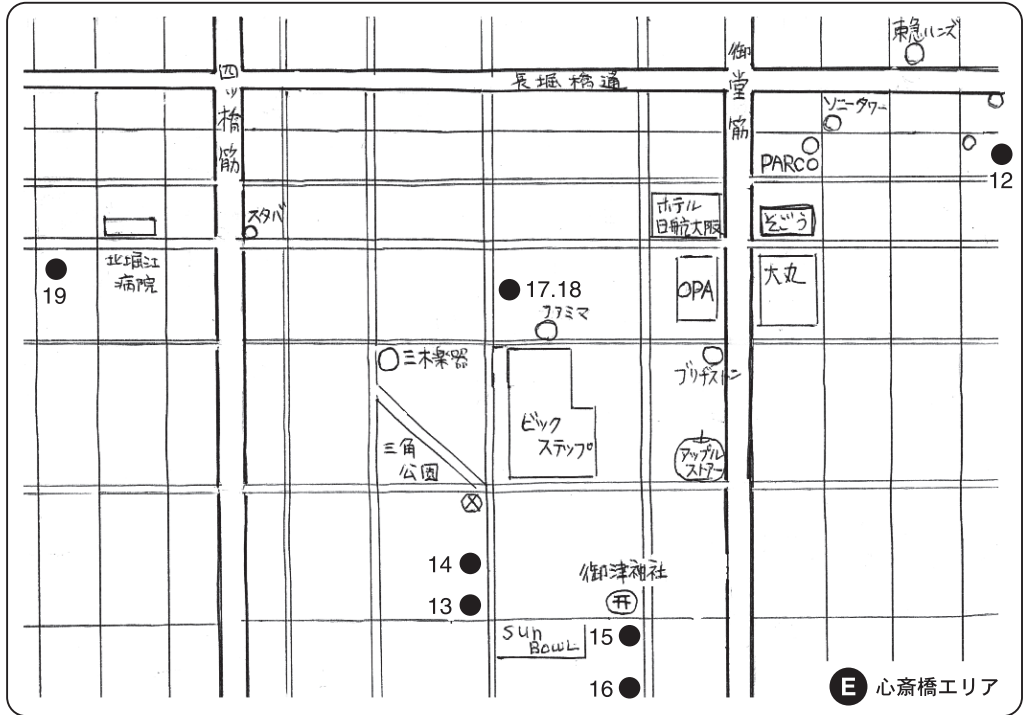 東急ハンズ
御堂筋
四ツ橋筋
長堀橋通
ソニータワー
PARCO
12
ホテル
日航大阪
そごう
スタバ
北堀江
病院
19
17.18
ファミマ
OPA
大丸
三木楽器
ブリヂストン
ビック
ステップ
アップル
ストアー
三角
公園
14
御津神社
13
Sun
BowL
15
16
E 心斎橋エリア